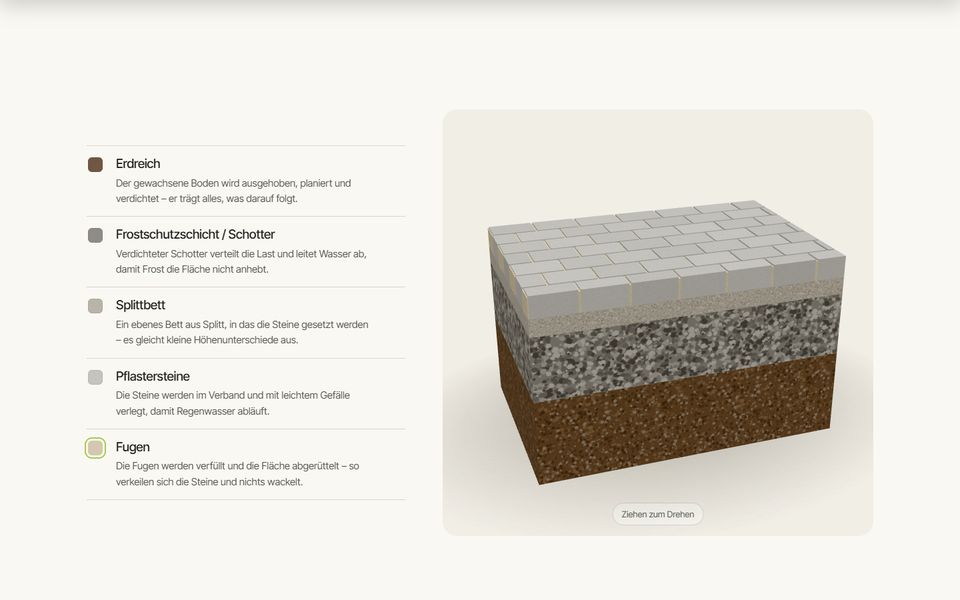 Erdreich
Der gewachsene Boden wird ausgehoben, planiert und
verdichtet – er trägt alles, was darauf folgt.
Frostschutzschicht / Schotter
Verdichteter Schotter verteilt die Last und leitet Wasser ab,
damit Frost die Fläche nicht anhebt.
Splittbett
Ein ebenes Bett aus Splitt, in das die Steine gesetzt werden
– es gleicht kleine Höhenunterschiede aus.
Pflastersteine
Die Steine werden im Verband und mit leichtem Gefälle
verlegt, damit Regenwasser abläuft.
Fugen
Die Fugen werden verfüllt und die Fläche abgerüttelt – so
verkeilen sich die Steine und nichts wackelt.
Ziehen zum Drehen